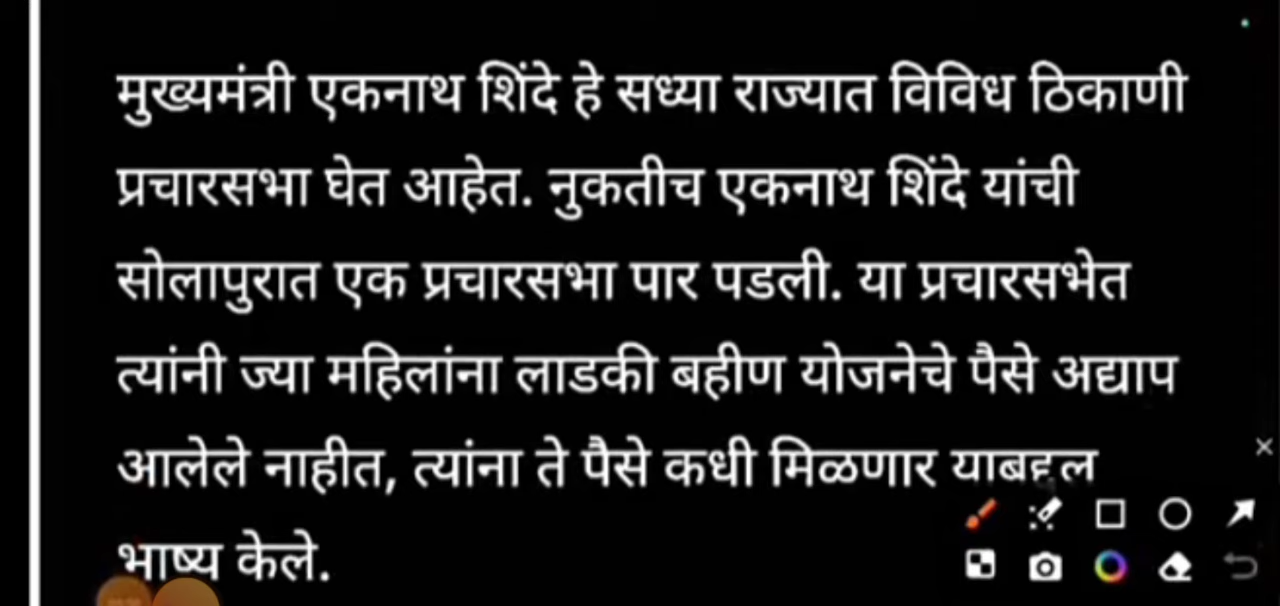 मुख्यमंत्री एकनाथ शिंदे हे सध्या राज्यात विविध ठिकाणी
प्रचारसभा घेत आहेत. नुकतीच एकनाथ शिंदे यांची
सोलापुरात एक प्रचारसभा पार पडली. या प्रचारसभेत
त्यांनी ज्या महिलांना लाडकी बहीण योजनेचे पैसे अद्याप
आलेले नाहीत, त्यांना ते पैसे कधी मिळणार याबद्दल
भाष्य केले.